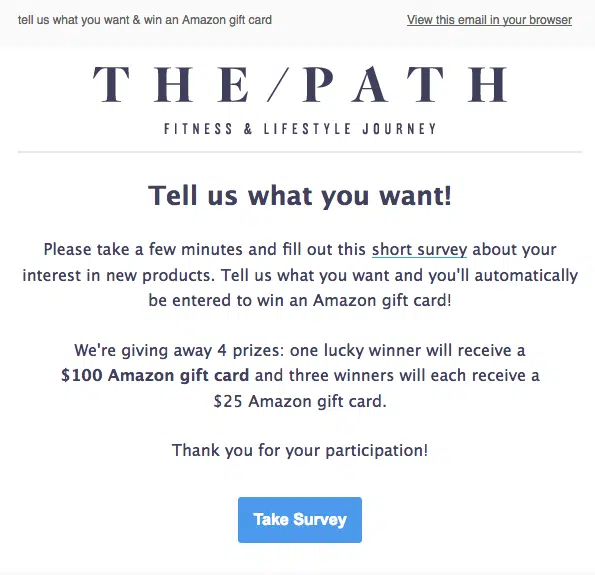 tell us what you want & win an Amazon gift card
View this email in your browser
THE/PATH
FITNESS & LIFESTYLE JOURNEY
Tell us what you want!
Please take a few minutes and fill out this short survey about your
interest in new products. Tell us what you want and you'll automatically
be entered to win an Amazon gift card!
We're giving away 4 prizes: one lucky winner will receive a
$100 Amazon gift card and three winners will each receive a
$25 Amazon gift card.
Thank you for your participation!
Take Survey